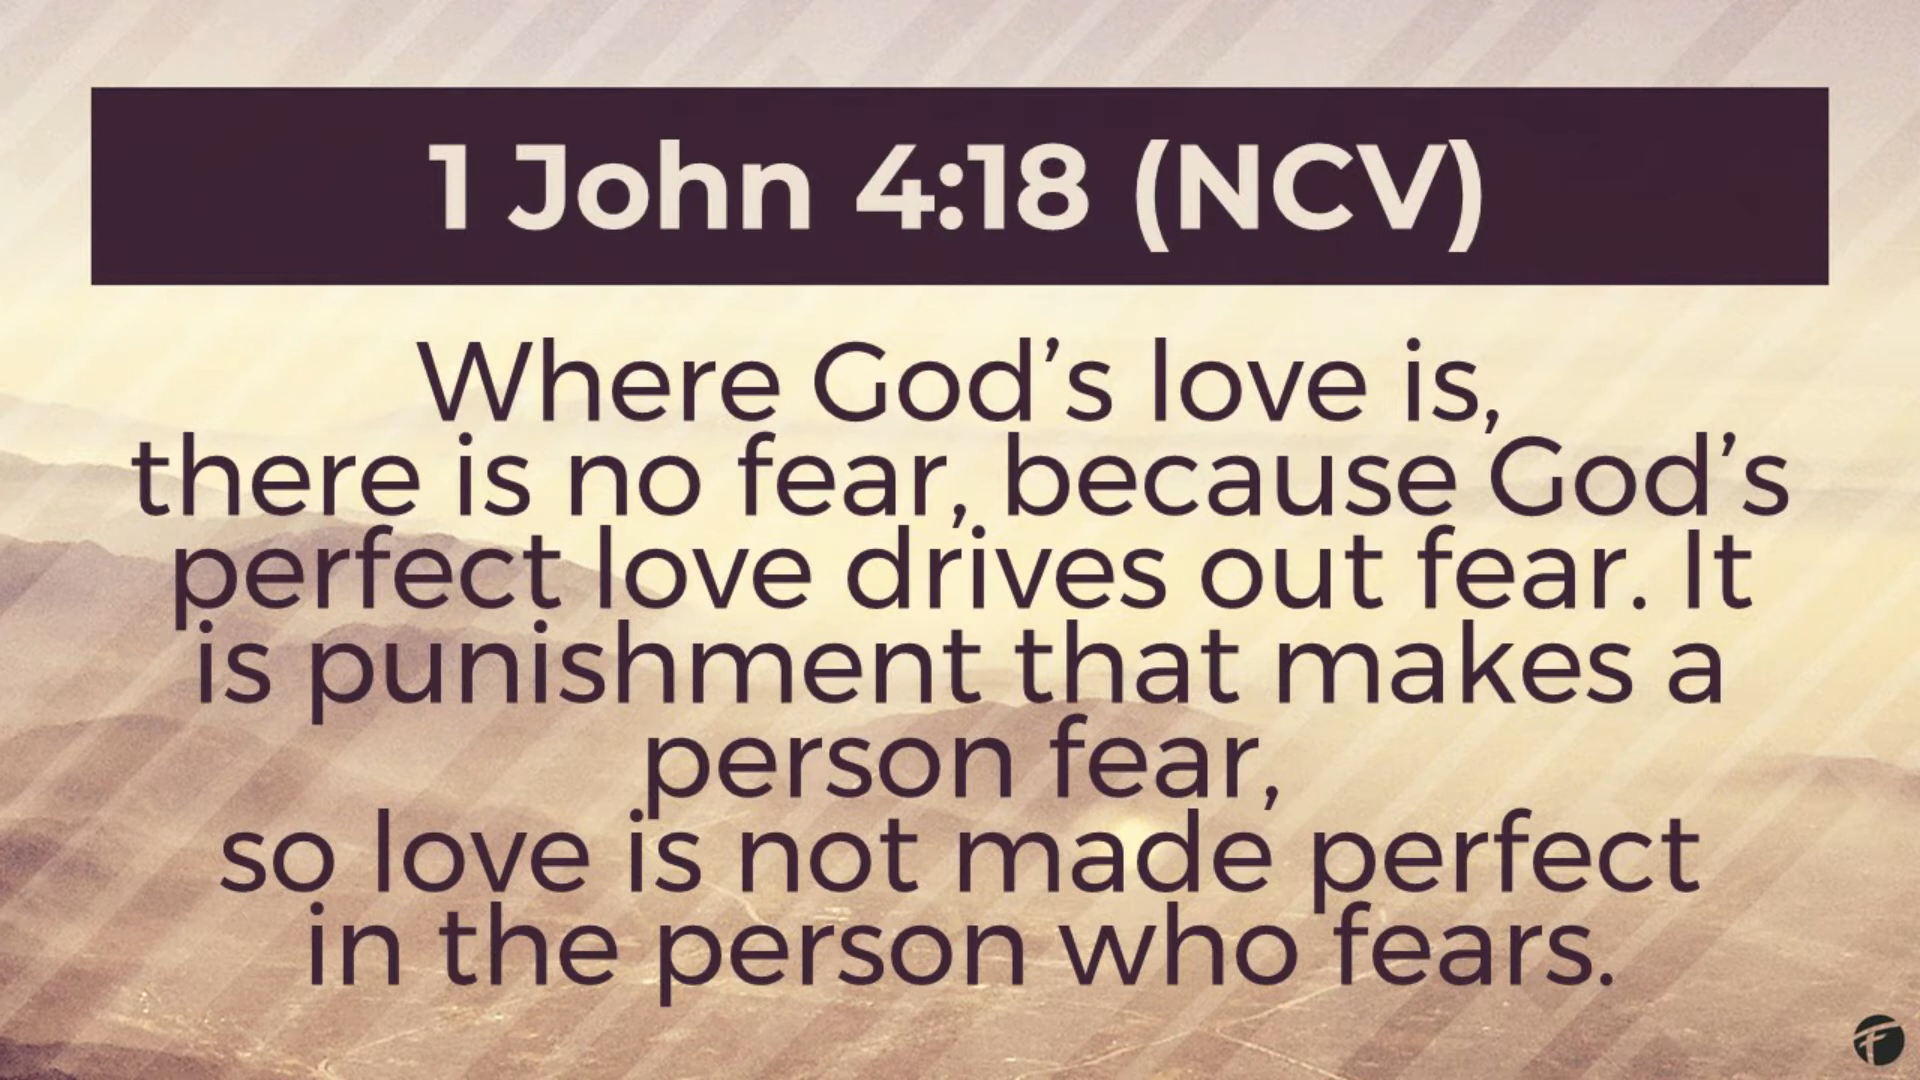 1 John 4:18 (NCV)
Where God’s love is,
there is no fear, because God’s
perfect love drives out fear. It
is punishment that makes a
person fear,
so love is not made perfect
in the person who fears.